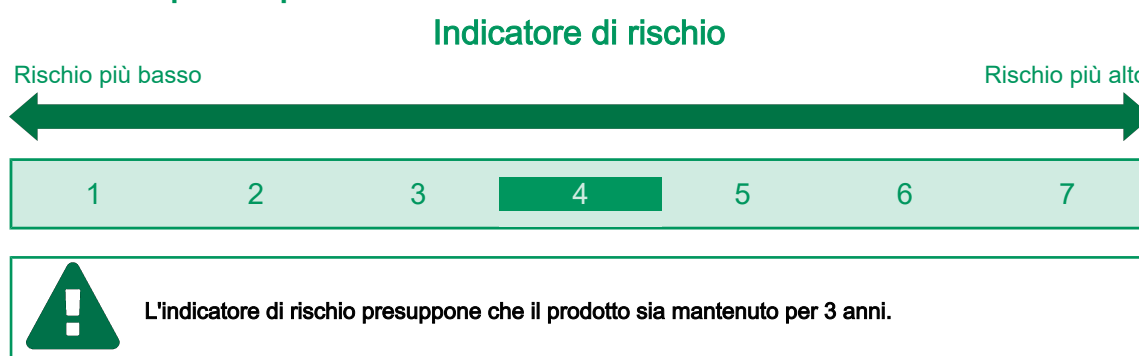 Indicatore di rischio
Rischio più basso Rischio più alto
1 2 3 4 5 6 7
L'indicatore di rischio presuppone che il prodotto sia mantenuto per 3 anni.